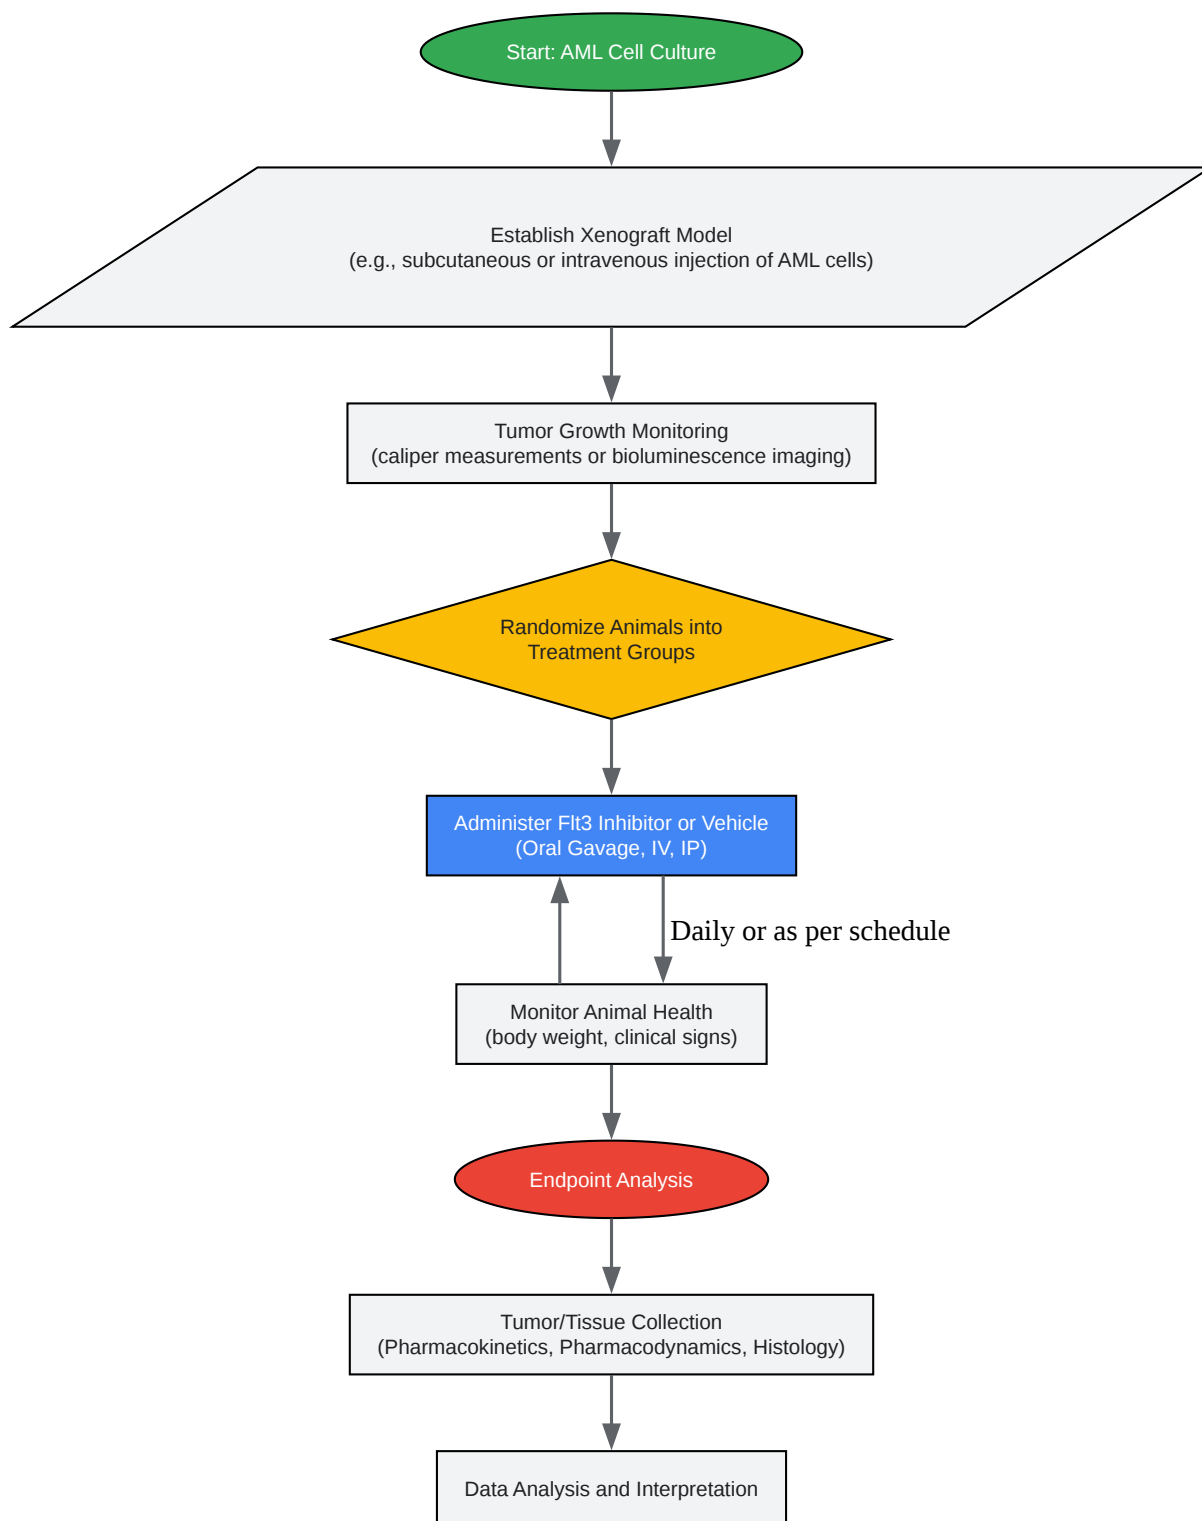 Start: AML Cell Culture
Establish Xenograft Model
(e.g., subcutaneous or intravenous injection of AML cells)
Tumor Growth Monitoring
(caliper measurements or bioluminescence imaging)
Randomize Animals into
Treatment Groups
Administer Flt3 Inhibitor or Vehicle
(Oral Gavage, IV, IP)
Daily or as per schedule
Monitor Animal Health
(body weight, clinical signs)
Endpoint Analysis
Tumor/Tissue Collection
(Pharmacokinetics, Pharmacodynamics, Histology)
Data Analysis and Interpretation